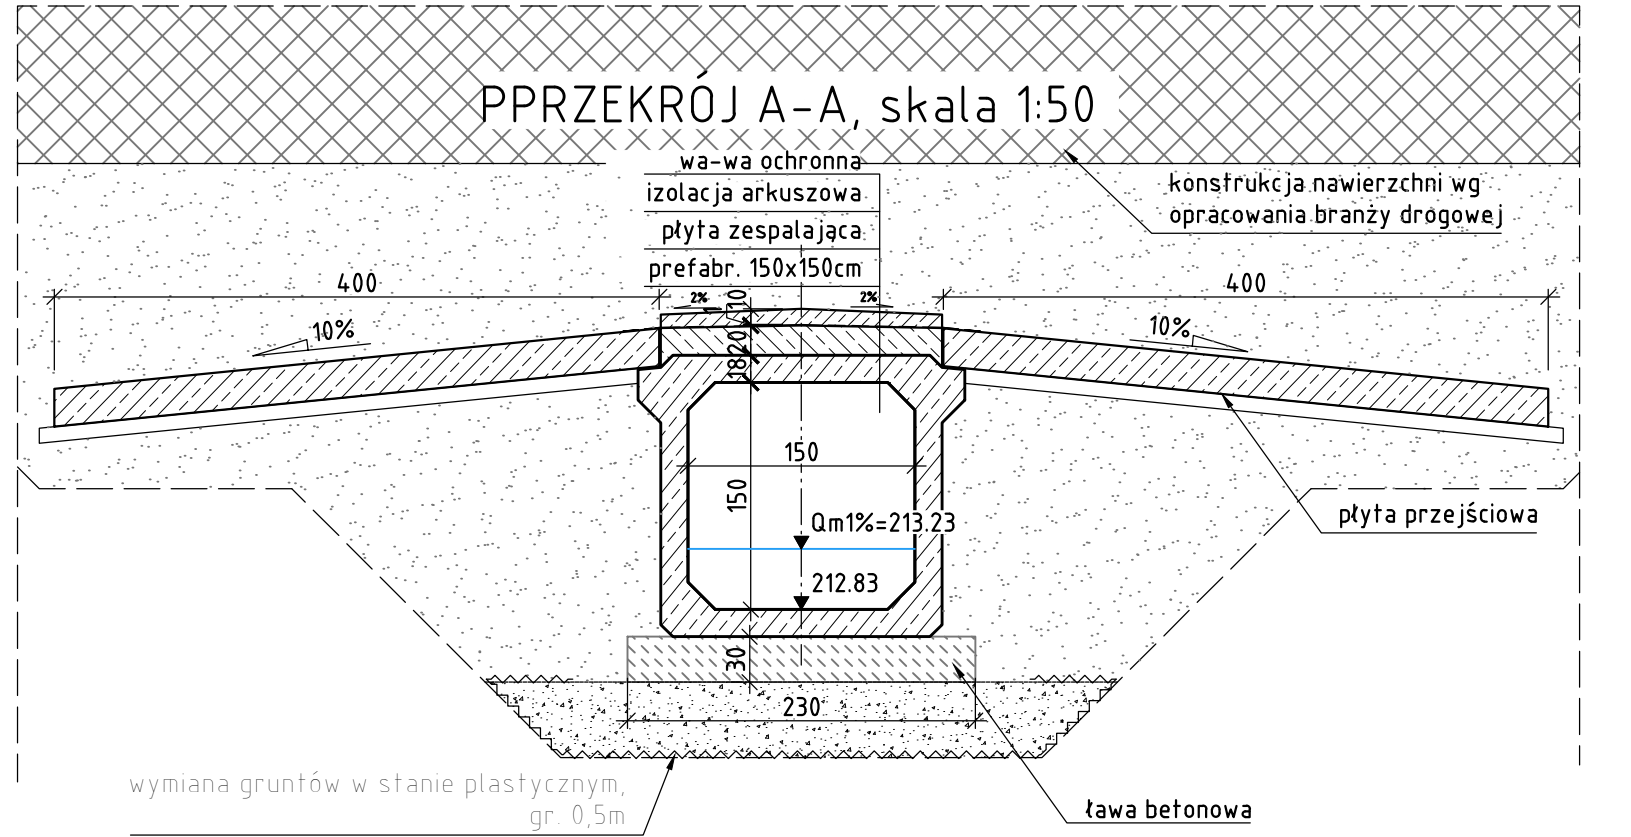 PPRZEKRÓJ A-A, skala 1:50
wa-wa ochronna
izolacja arkuszowa
płyta zespalająca
prefabr. 150x150cm
konstrukcja nawierzchni wg
opracowania branży drogowej
400
400
2%
2%
10
20
18
10%
10%
150
150
Qm1%=213.23
212.83
płyta przejściowa
30
230
wymiana gruntów w stanie plastycznym,
gr. 0,5m
ława betonowa